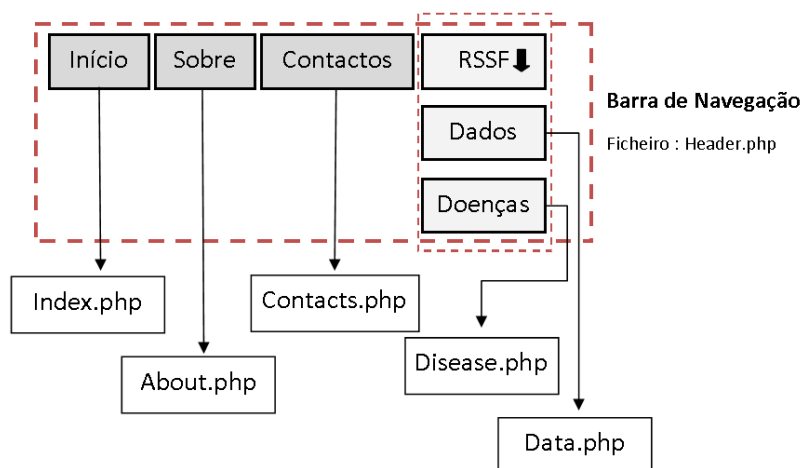 Início
Sobre
Contactos
RSSF
Barra de Navegação
Ficheiro : Header.php
Dados
Doenças
Index.php
Contacts.php
About.php
Disease.php
Data.php